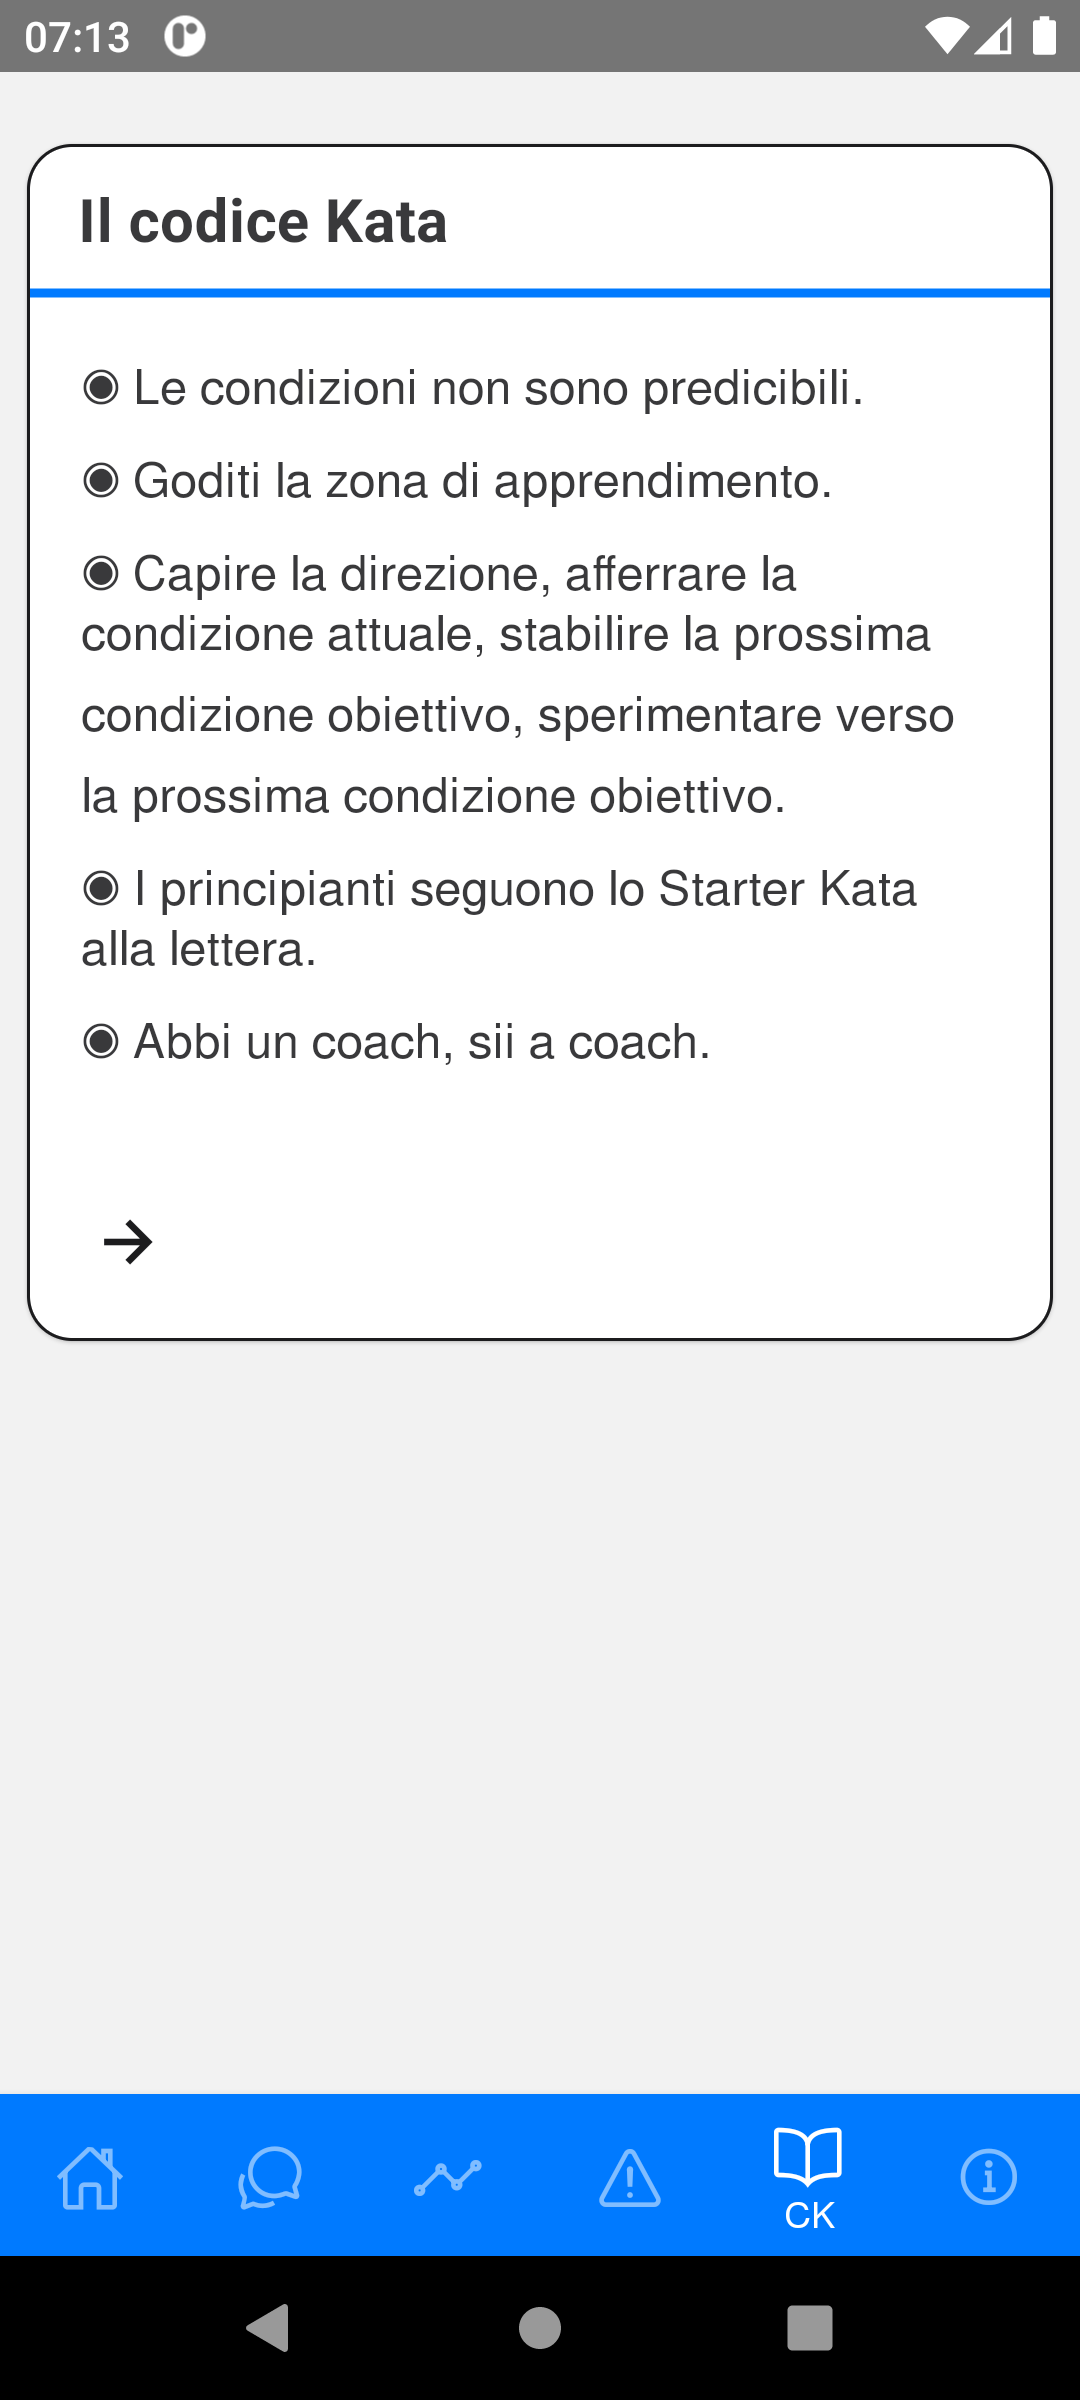 07:13
Il codice Kata
◉ Le condizioni non sono predicibili.
◉ Goditi la zona di apprendimento.
◉ Capire la direzione, afferrare la
condizione attuale, stabilire la prossima
condizione obiettivo, sperimentare verso
la prossima condizione obiettivo.
◉ I principianti seguono lo Starter Kata
alla lettera.
◉ Abbi un coach, sii a coach.
CK